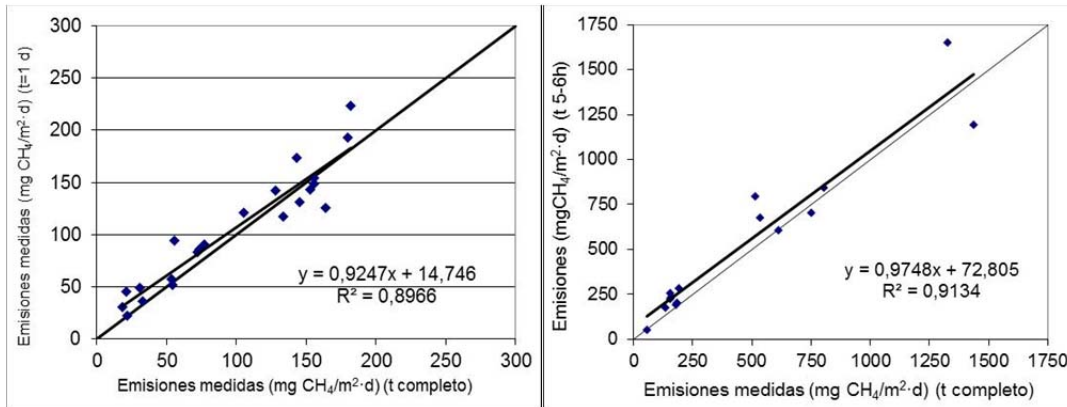 Emisiones medidas (mg CH₄/m²·d) (t=1 d)
300
250
200
150
100
50
0
y = 0,9247x + 14,746
R² = 0,8966
0 50 100 150 200 250 300
Emisiones medidas (mg CH₄/m²·d) (t completo)
Emisiones (mgCH₄/m²·d) (t 5-6h)
1750
1500
1250
1000
750
500
250
0
y = 0,9748x + 72,805
R² = 0,9134
0 250 500 750 1000 1250 1500 1750
Emisiones medidas (mg CH₄/m²·d) (t completo)